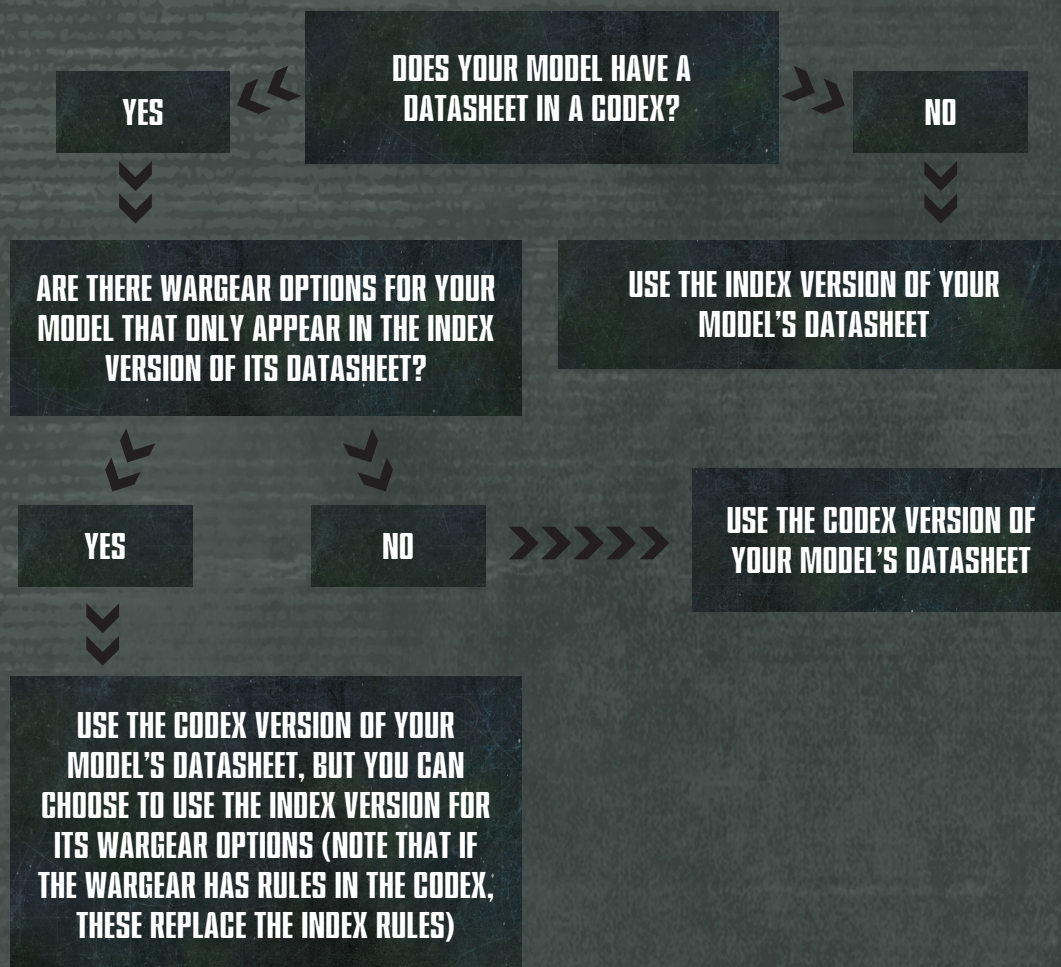 DOES YOUR MODEL HAVE A
DATASHEET IN A CODEX?
YES
NO
ARE THERE WARGEAR OPTIONS FOR YOUR
MODEL THAT ONLY APPEAR IN THE INDEX
VERSION OF ITS DATASHEET?
USE THE INDEX VERSION OF YOUR
MODEL'S DATASHEET
YES
NO
USE THE CODEX VERSION OF
YOUR MODEL'S DATASHEET
USE THE CODEX VERSION OF YOUR
MODEL'S DATASHEET, BUT YOU CAN
CHOOSE TO USE THE INDEX VERSION FOR
ITS WARGEAR OPTIONS (NOTE THAT IF
THE WARGEAR HAS RULES IN THE CODEX,
THESE REPLACE THE INDEX RULES)